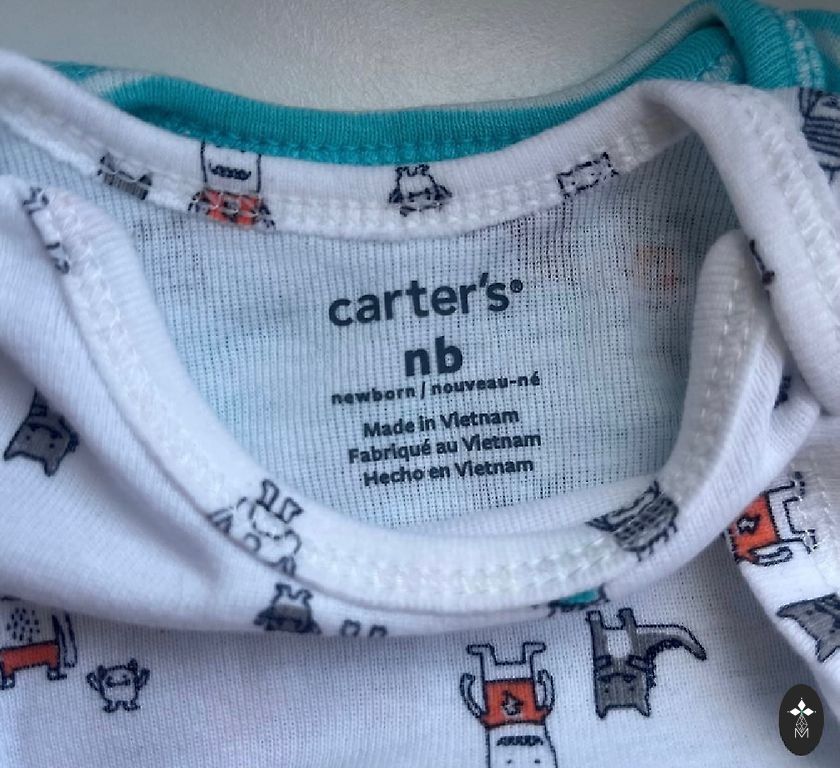 carter's®
nb
newborn / nouveau-né
Made in Vietnam
Fabriqué au Vietnam
Hecho en Vietnam
M